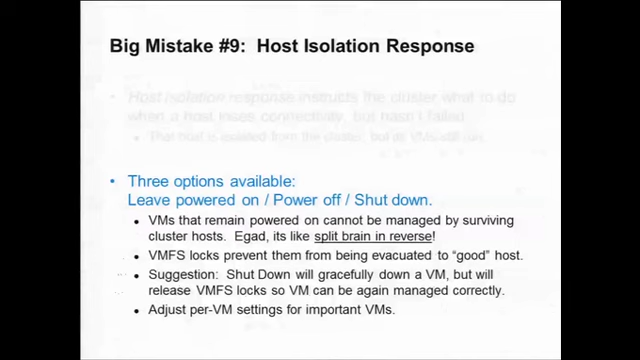 Big Mistake #9: Host Isolation Response
• Host isolation response instructs the cluster what to do
when a host loses connectivity, but hasn't failed.
• That host is isolated from the cluster, but its VMs still run.
• Three options available:
Leave powered on / Power off / Shut down.
• VMs that remain powered on cannot be managed by surviving
cluster hosts. Egad, its like split brain in reverse!
• VMFS locks prevent them from being evacuated to “good” host.
• Suggestion: Shut Down will gracefully down a VM, but will
release VMFS locks so VM can be again managed correctly.
• Adjust per-VM settings for important VMs.